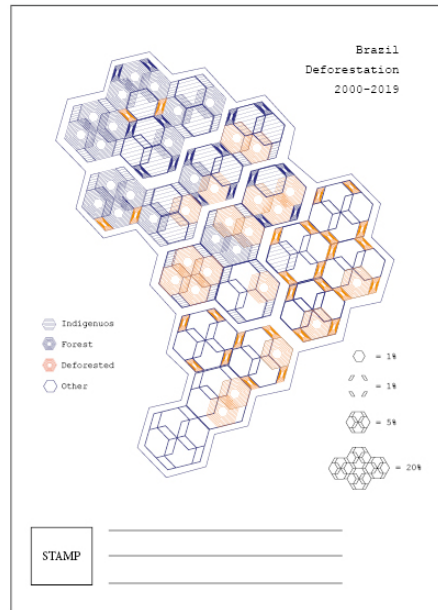 Brazil
Deforestation
2000-2019
Indigenuos
Forest
Deforested
Other
= 1%
= 1%
= 5%
= 20%
STAMP